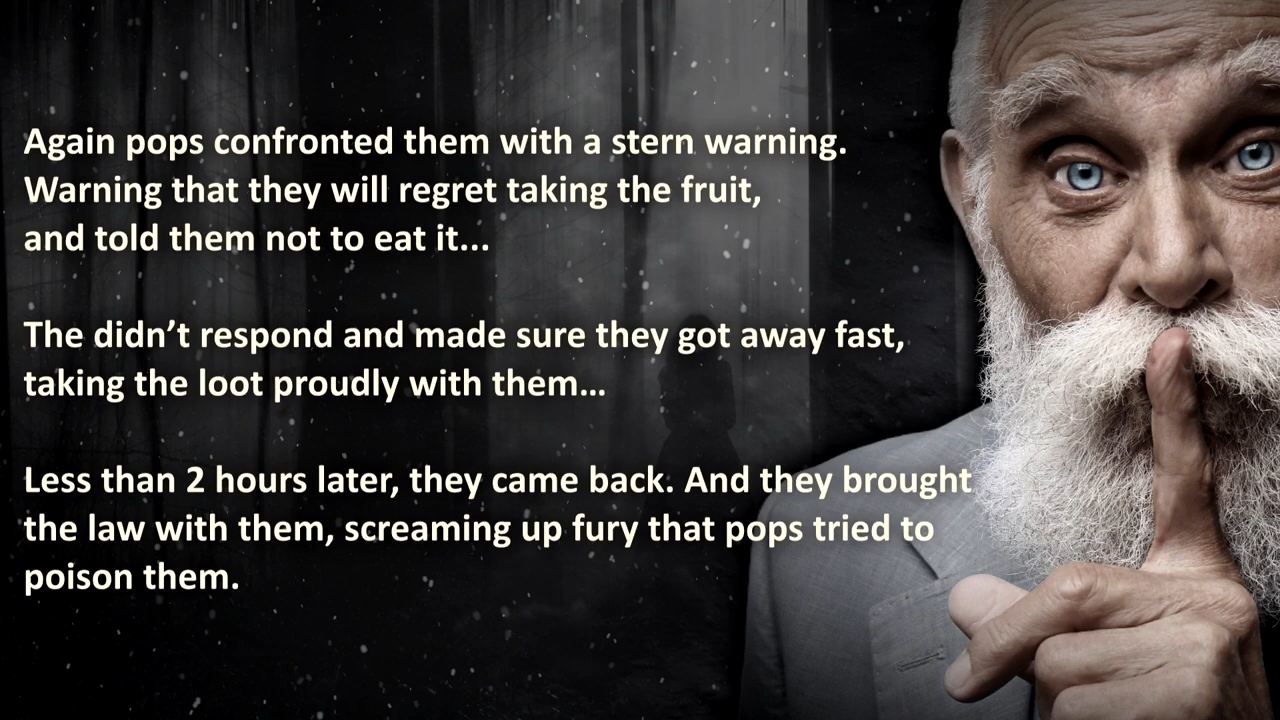 Again pops confronted them with a stern warning.
Warning that they will regret taking the fruit,
and told them not to eat it...
The didn’t respond and made sure they got away fast,
taking the loot proudly with them…
Less than 2 hours later, they came back. And they brought
the law with them, screaming up fury that pops tried to
poison them.